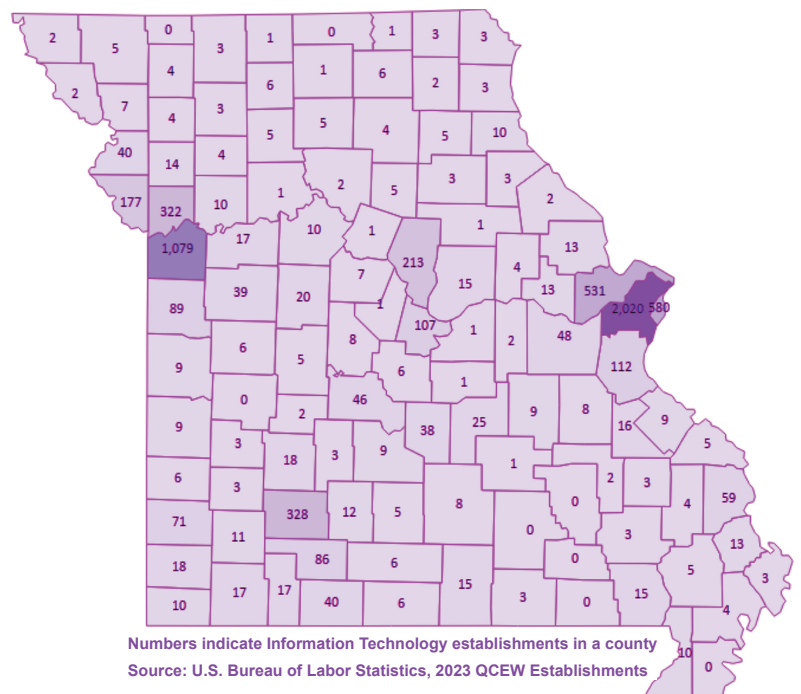 2 5 0 3 1 0 1 3 3
4 1 6 2 3
2 7 3 6
4 5 5 4 5 10
40 14 4
177 322 10 1 2 5 3 3 2
1,079 17 10 1 213 1 13
89 39 20 7 1 15 4 13 531 2,020 580
107 1 2 48
9 6 5 8 6 1 112
0 2 46
9 3 18 3 9 38 25 9 8 16 9 5
6 3 1 2 3
71 11 328 12 5 8 0 0 3 4 59
18 86 6 0 5 13 3
10 17 17 40 6 15 3 0 15 4
10 0
Numbers indicate Information Technology establishments in a county
Source: U.S. Bureau of Labor Statistics, 2023 QCEW Establishments